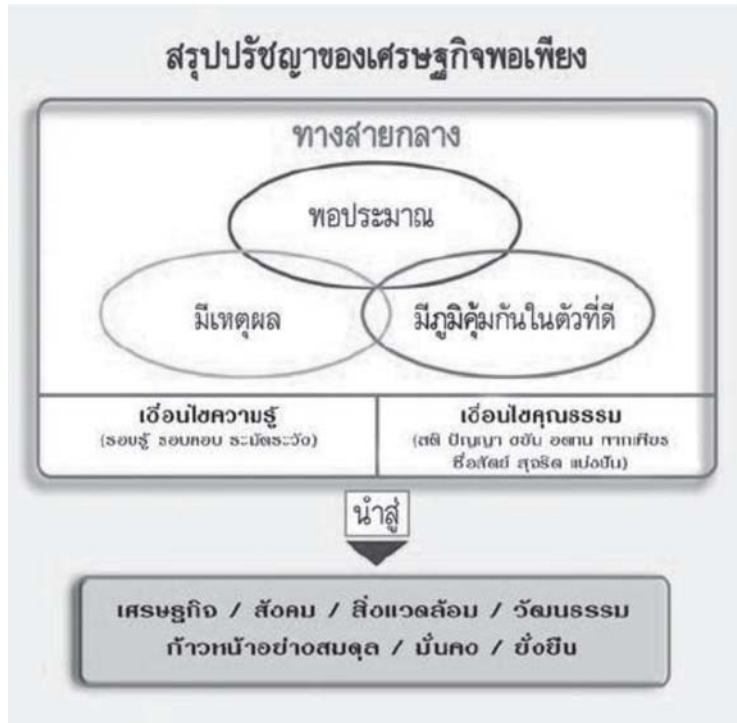 สรุปปรัชญาของเศรษฐกิจพอเพียง
ทางสายกลาง
พอประมาณ
มีเหตุผล
มีภูมิคุ้มกันในตัวที่ดี
เงื่อนไขความรู้
(รอบรู้ รอบคอบ ระมัดระวัง)
เงื่อนไขคุณธรรม
(สติ ปัญญา ขยัน อดทน พากเพียร
ซื่อสัตย์ สุจริต แบ่งปัน)
นำสู่
เศรษฐกิจ / สังคม / สิ่งแวดล้อม / วัฒนธรรม
ก้าวหน้าอย่างสมดุล / มั่นคง / ยั่งยืน